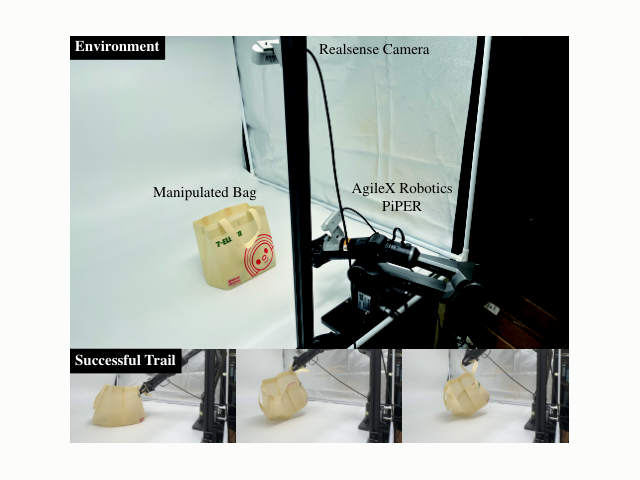 Environment
Realsense Camera
Manipulated Bag
AgileX Robotics
PiPER
Successful Trail